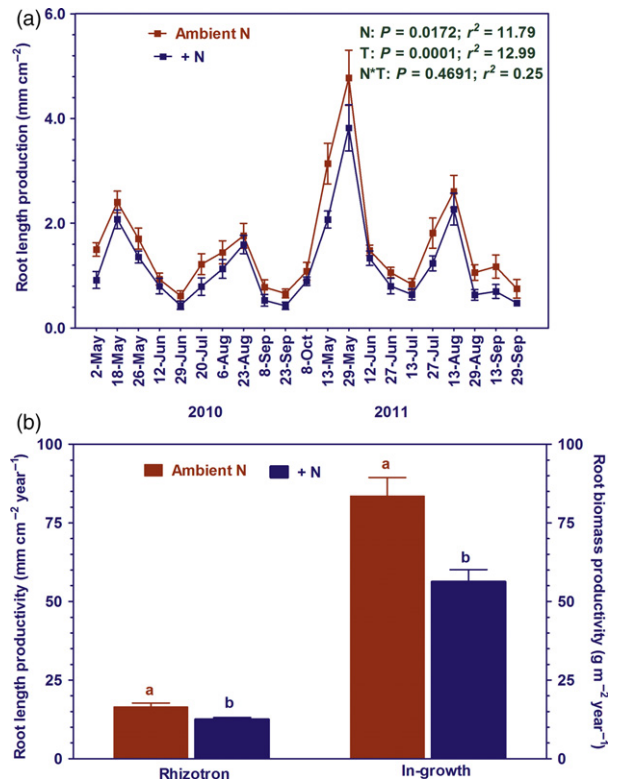 (a)
Root length production (mm cm⁻²)
6.0
4.0
2.0
0.0
Ambient N
+ N
N: P = 0.0172; r² = 11.79
T: P = 0.0001; r² = 12.99
N*T: P = 0.4691; r² = 0.25
2-May
18-May
26-May
12-Jun
29-Jun
20-Jul
6-Aug
23-Aug
8-Sep
23-Sep
8-Oct
13-May
29-May
12-Jun
27-Jun
13-Jul
27-Jul
13-Aug
29-Aug
13-Sep
29-Sep
2010 2011
(b)
Root length productivity (mm cm⁻² year⁻¹)
100
75
50
25
0
Ambient N + N
a
b
a
b
Rhizotron In-growth
100
75
50
25
0
Root biomass productivity (g m⁻² year⁻¹)